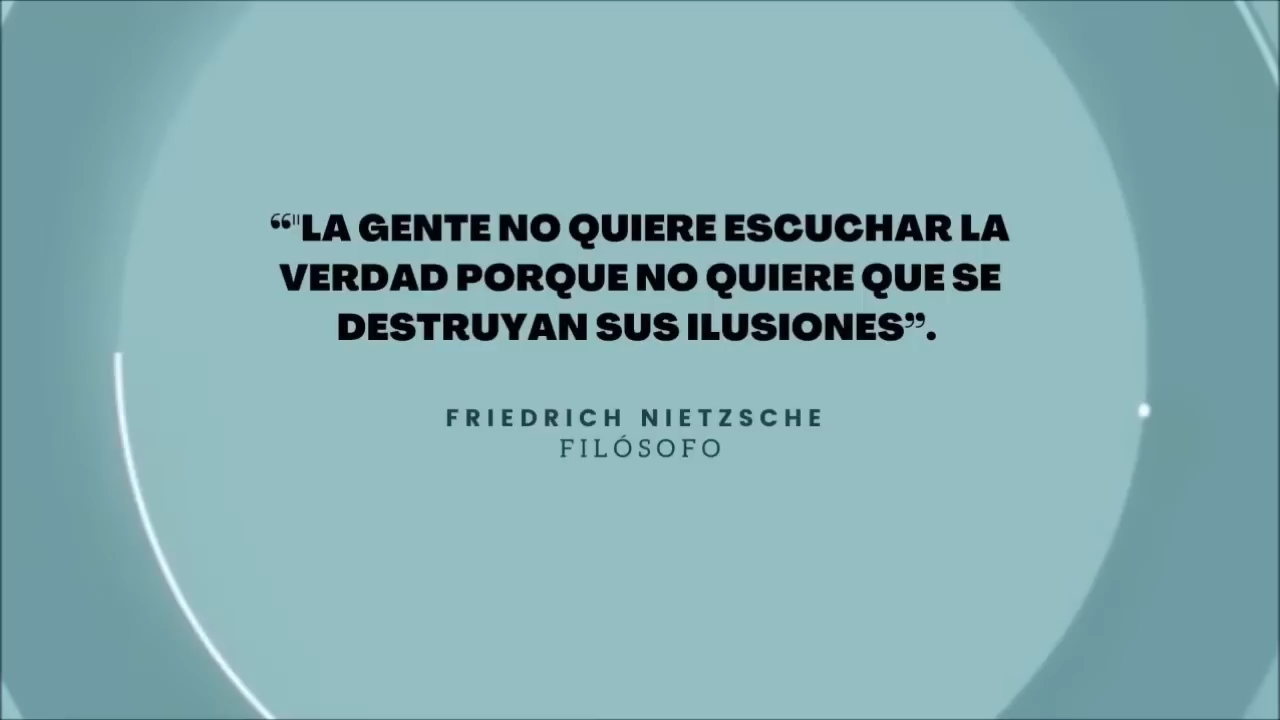 “"LA GENTE NO QUIERE ESCUCHAR LA
VERDAD PORQUE NO QUIERE QUE SE
DESTRUYAN SUS ILUSIONES”.
FRIEDRICH NIETZSCHE
FILÓSOFO